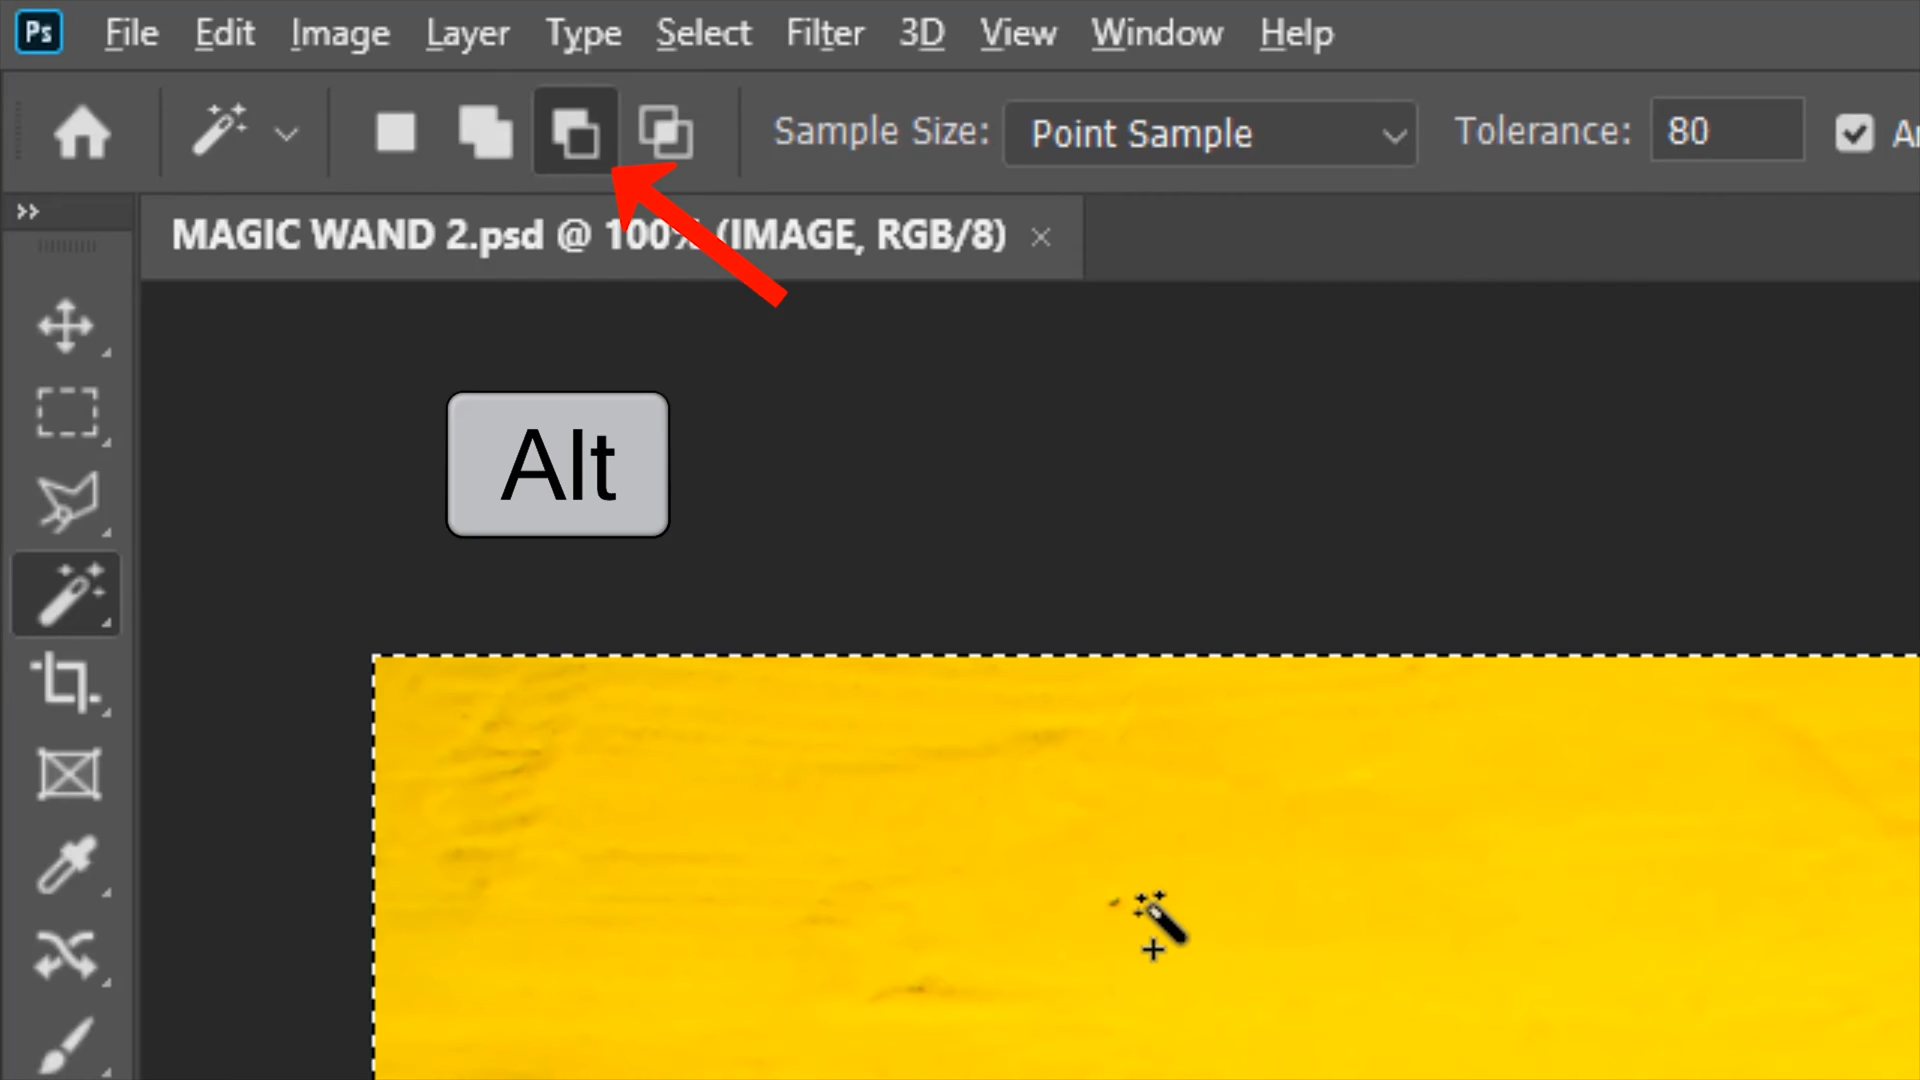 Ps File Edit Image Layer Type Select Filter 3D View Window Help
Sample Size: Point Sample Tolerance: 80
MAGIC WAND 2.psd @ 100% (IMAGE, RGB/8) ×
Alt